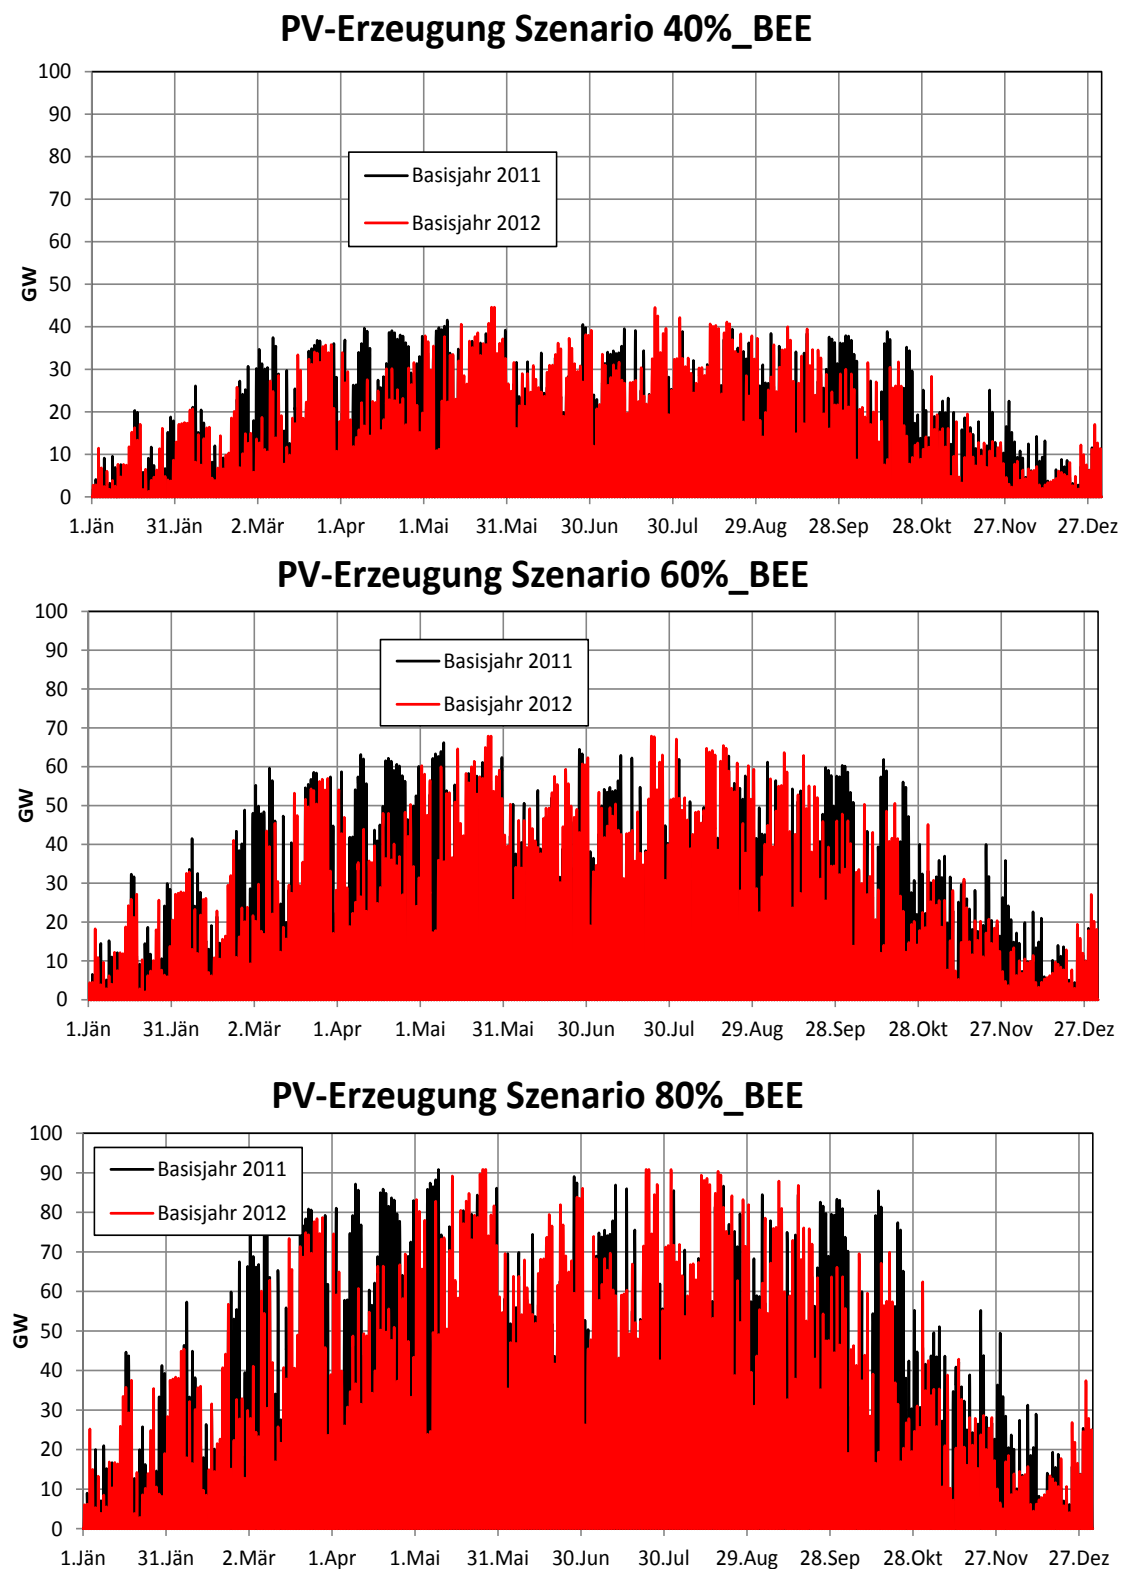 PV-Erzeugung Szenario 40%_BEE
100
90
80
70
60
50
40
30
20
10
0
GW
Basisjahr 2011
Basisjahr 2012
1.Jän 31.Jän 2.Mär 1.Apr 1.Mai 31.Mai 30.Jun 30.Jul 29.Aug 28.Sep 28.Okt 27.Nov 27.Dez
PV-Erzeugung Szenario 60%_BEE
100
90
80
70
60
50
40
30
20
10
0
GW
Basisjahr 2011
Basisjahr 2012
1.Jän 31.Jän 2.Mär 1.Apr 1.Mai 31.Mai 30.Jun 30.Jul 29.Aug 28.Sep 28.Okt 27.Nov 27.Dez
PV-Erzeugung Szenario 80%_BEE
100
90
80
70
60
50
40
30
20
10
0
GW
Basisjahr 2011
Basisjahr 2012
1.Jän 31.Jän 2.Mär 1.Apr 1.Mai 31.Mai 30.Jun 30.Jul 29.Aug 28.Sep 28.Okt 27.Nov 27.Dez